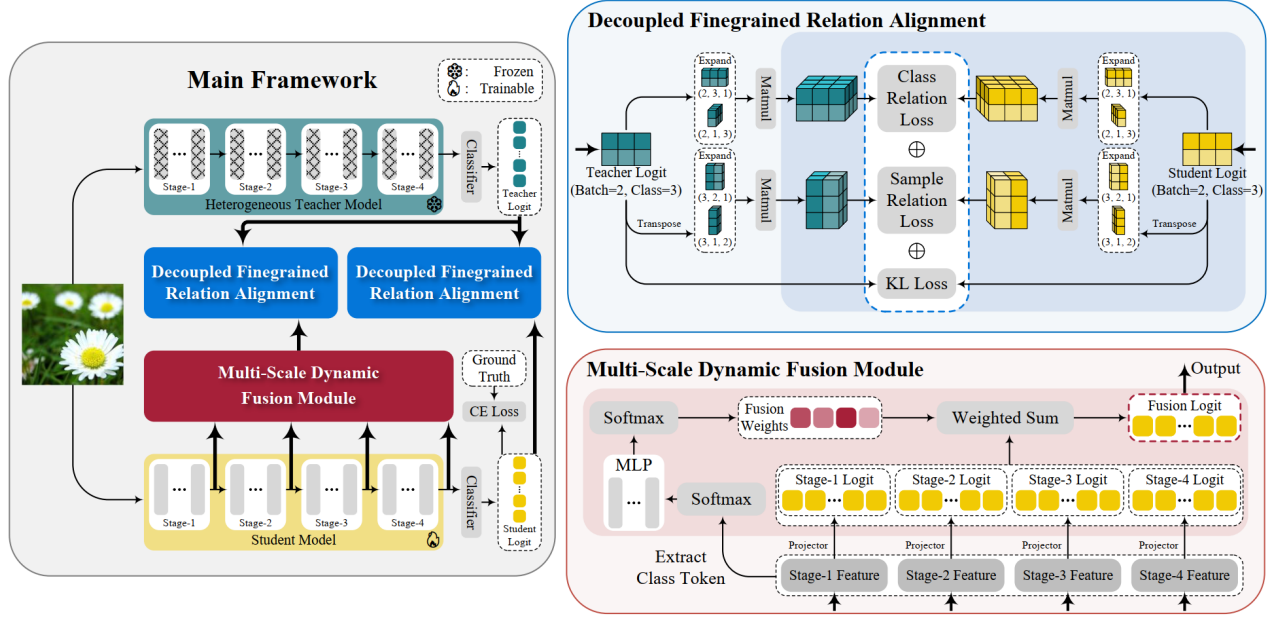 Main Framework
: Frozen
: Trainable
Stage-1
Stage-2
Stage-3
Stage-4
Heterogeneous Teacher Model
Classifier
Teacher
Logit
Decoupled Finegrained
Relation Alignment
Decoupled Finegrained
Relation Alignment
Multi-Scale Dynamic
Fusion Module
Ground
Truth
CE Loss
Stage-1
Stage-2
Stage-3
Stage-4
Student Model
Classifier
Student
Logit
Decoupled Finegrained Relation Alignment
Teacher Logit
(Batch=2, Class=3)
Transpose
Expand
(2, 3, 1)
(2, 1, 3)
Matmul
Expand
(3, 2, 1)
(3, 1, 2)
Matmul
Class
Relation
Loss
Sample
Relation
Loss
KL Loss
Matmul
Expand
(2, 3, 1)
(2, 1, 3)
Matmul
Expand
(3, 2, 1)
(3, 1, 2)
Student Logit
(Batch=2, Class=3)
Transpose
Multi-Scale Dynamic Fusion Module
Output
Softmax
Fusion
Weights
Weighted Sum
Fusion Logit
MLP
Softmax
Stage-1 Logit
Stage-2 Logit
Stage-3 Logit
Stage-4 Logit
Projector
Projector
Projector
Projector
Extract
Class Token
Stage-1 Feature
Stage-2 Feature
Stage-3 Feature
Stage-4 Feature